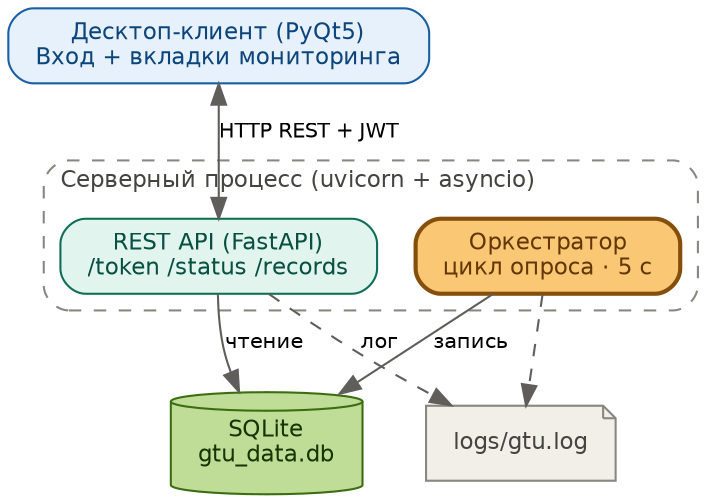 Десктоп-клиент (PyQt5)
Вход + вкладки мониторинга
HTTP REST + JWT
Серверный процесс (uvicorn + asyncio)
REST API (FastAPI)
/token /status /records
Оркестратор
цикл опроса · 5 с
чтение
лог
запись
SQLite
gtu_data.db
logs/gtu.log